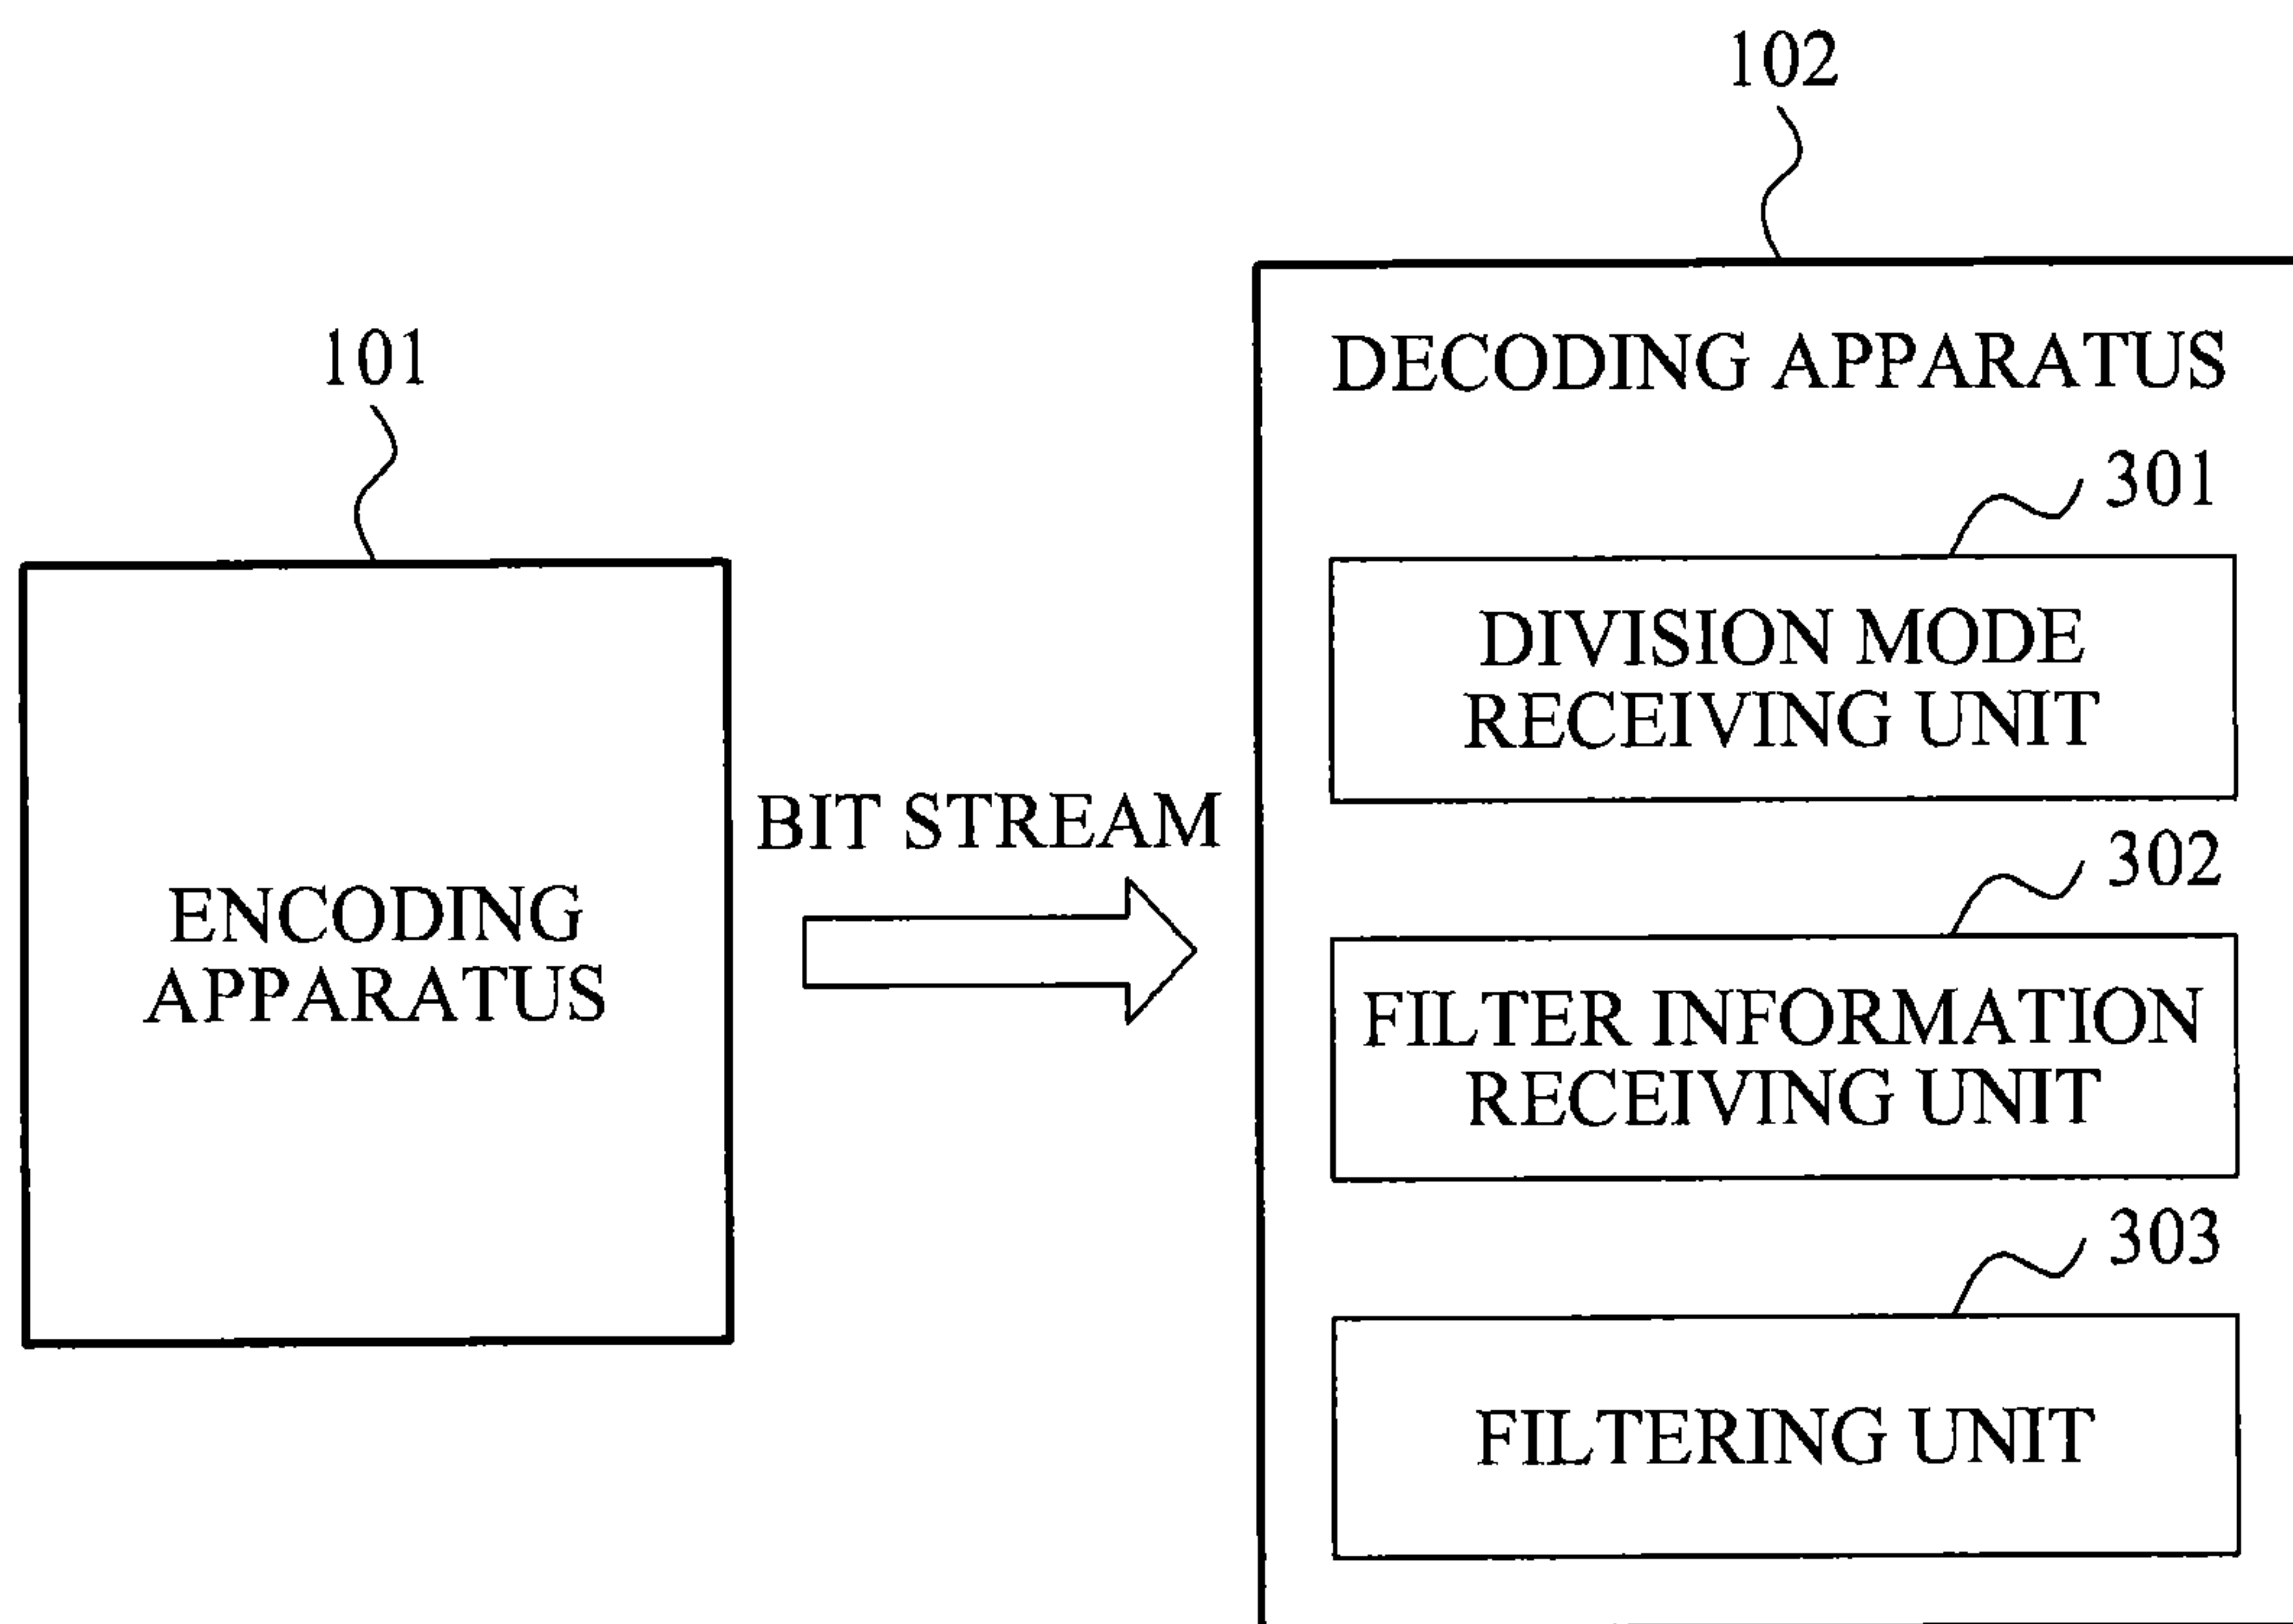 102
101
DECODING APPARATUS
301
DIVISION MODE
RECEIVING UNIT
BIT STREAM
302
ENCODING
APPARATUS
FILTER INFORMATION
RECEIVING UNIT
303
FILTERING UNIT